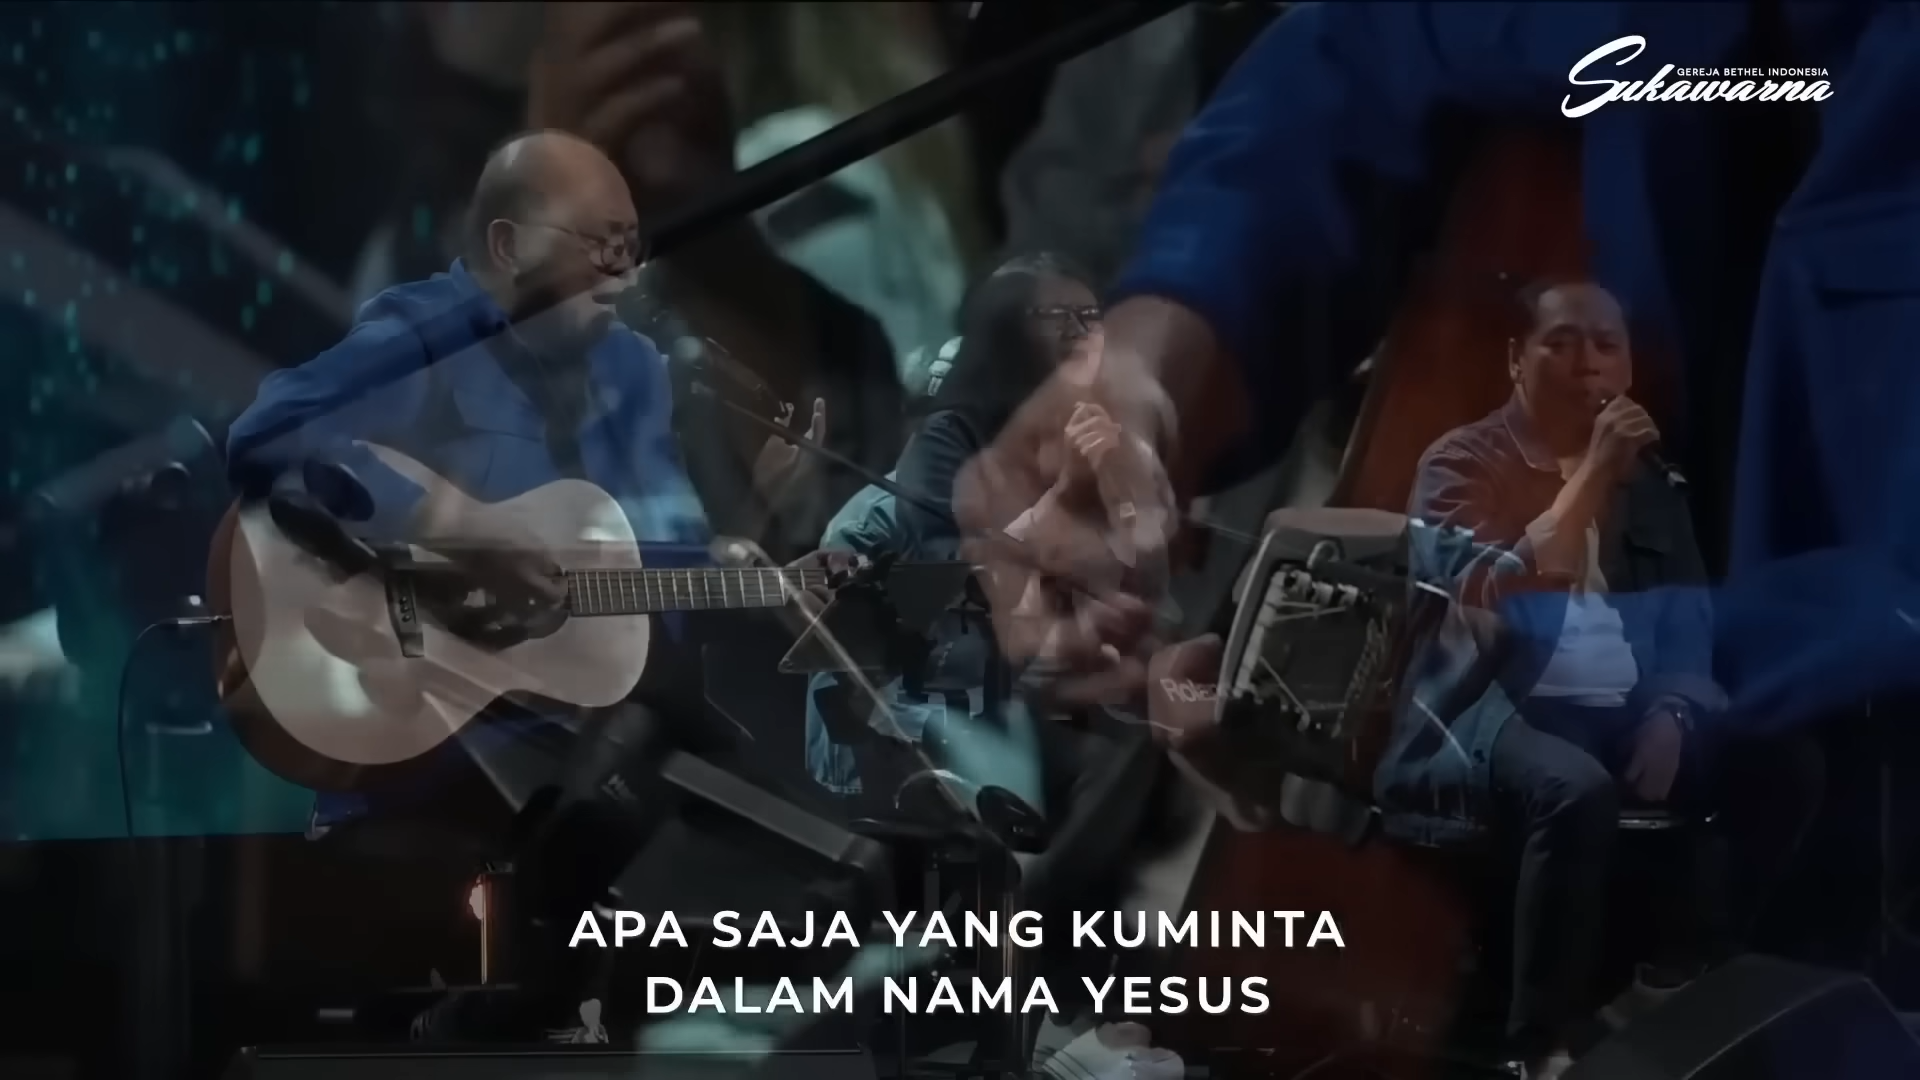 GEREJA BETHEL INDONESIA
Sukawarna
APA SAJA YANG KUMINTA
DALAM NAMA YESUS